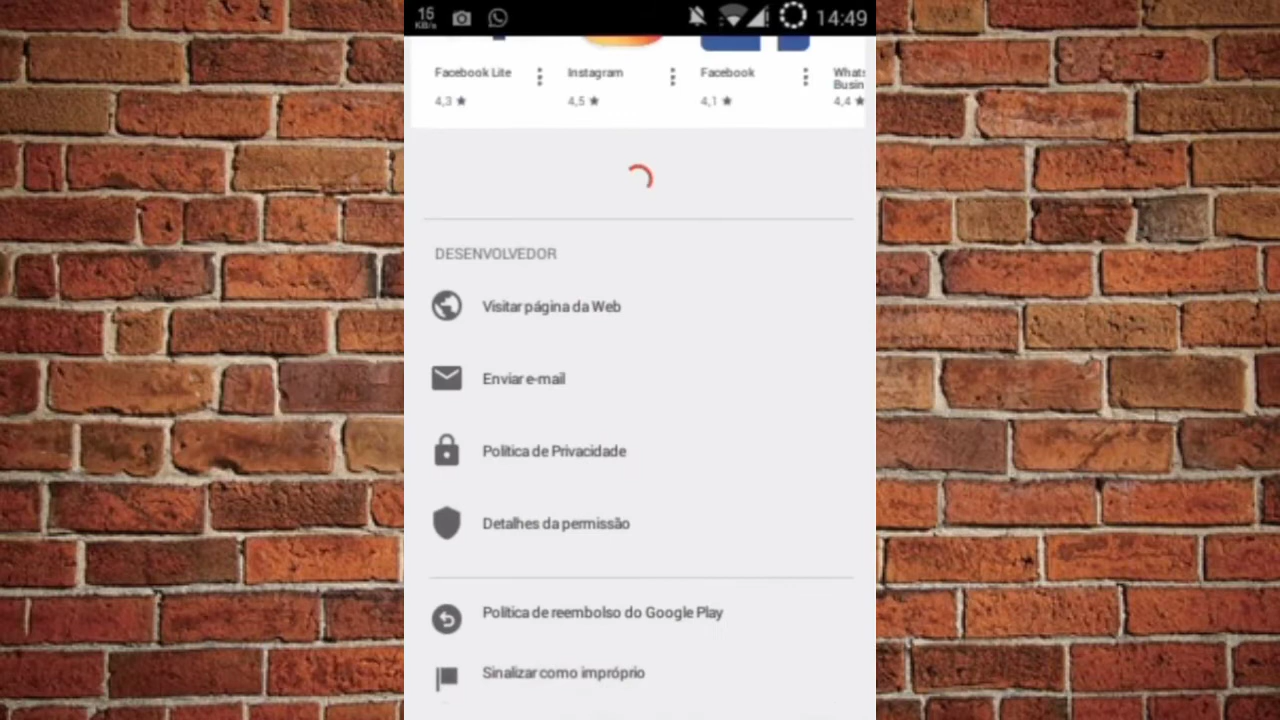 15
KB/s
14:49
Facebook Lite
Instagram
Facebook
Whats
Busin
4,3 ★
4,5 ★
4,1 ★
4,4 ★
DESENVOLVEDOR
Visitar página da Web
Enviar e-mail
Política de Privacidade
Detalhes da permissão
Política de reembolso do Google Play
Sinalizar como impróprio